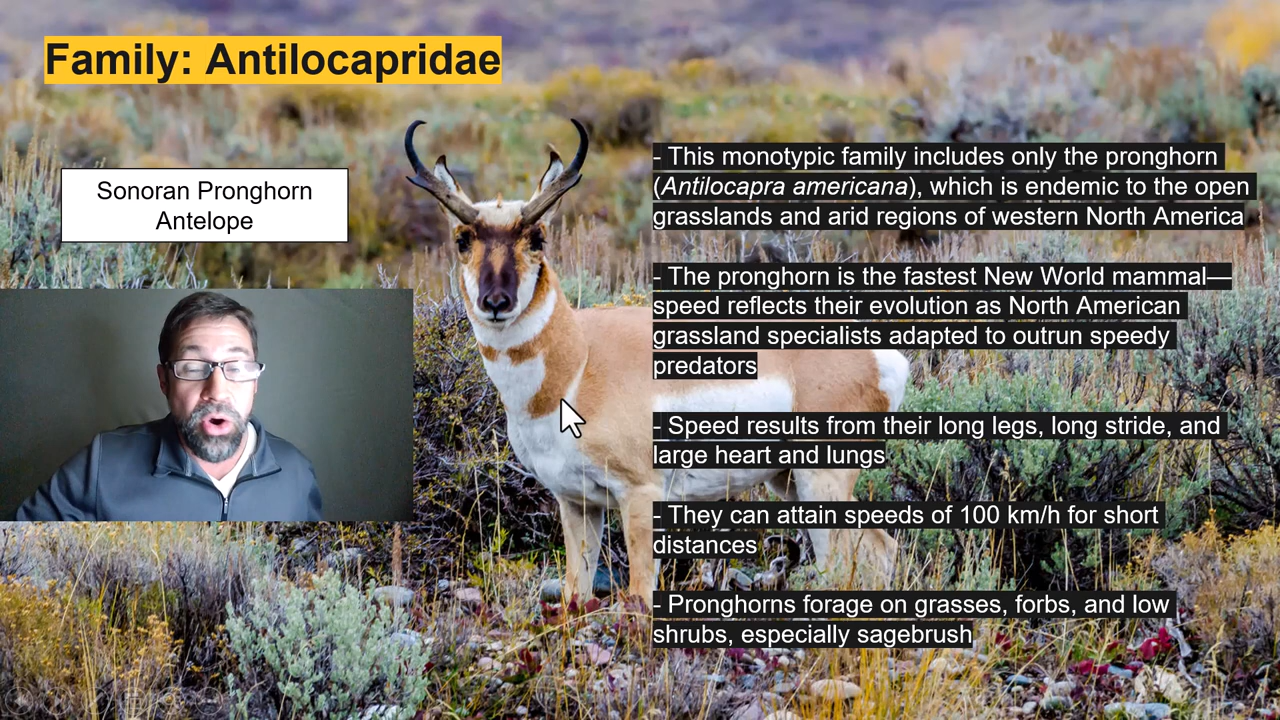 Family: Antilocapridae
Sonoran Pronghorn
Antelope
- This monotypic family includes only the pronghorn
(Antilocapra americana), which is endemic to the open
grasslands and arid regions of western North America
- The pronghorn is the fastest New World mammal—
speed reflects their evolution as North American
grassland specialists adapted to outrun speedy
predators
- Speed results from their long legs, long stride, and
large heart and lungs
- They can attain speeds of 100 km/h for short
distances
- Pronghorns forage on grasses, forbs, and low
shrubs, especially sagebrush